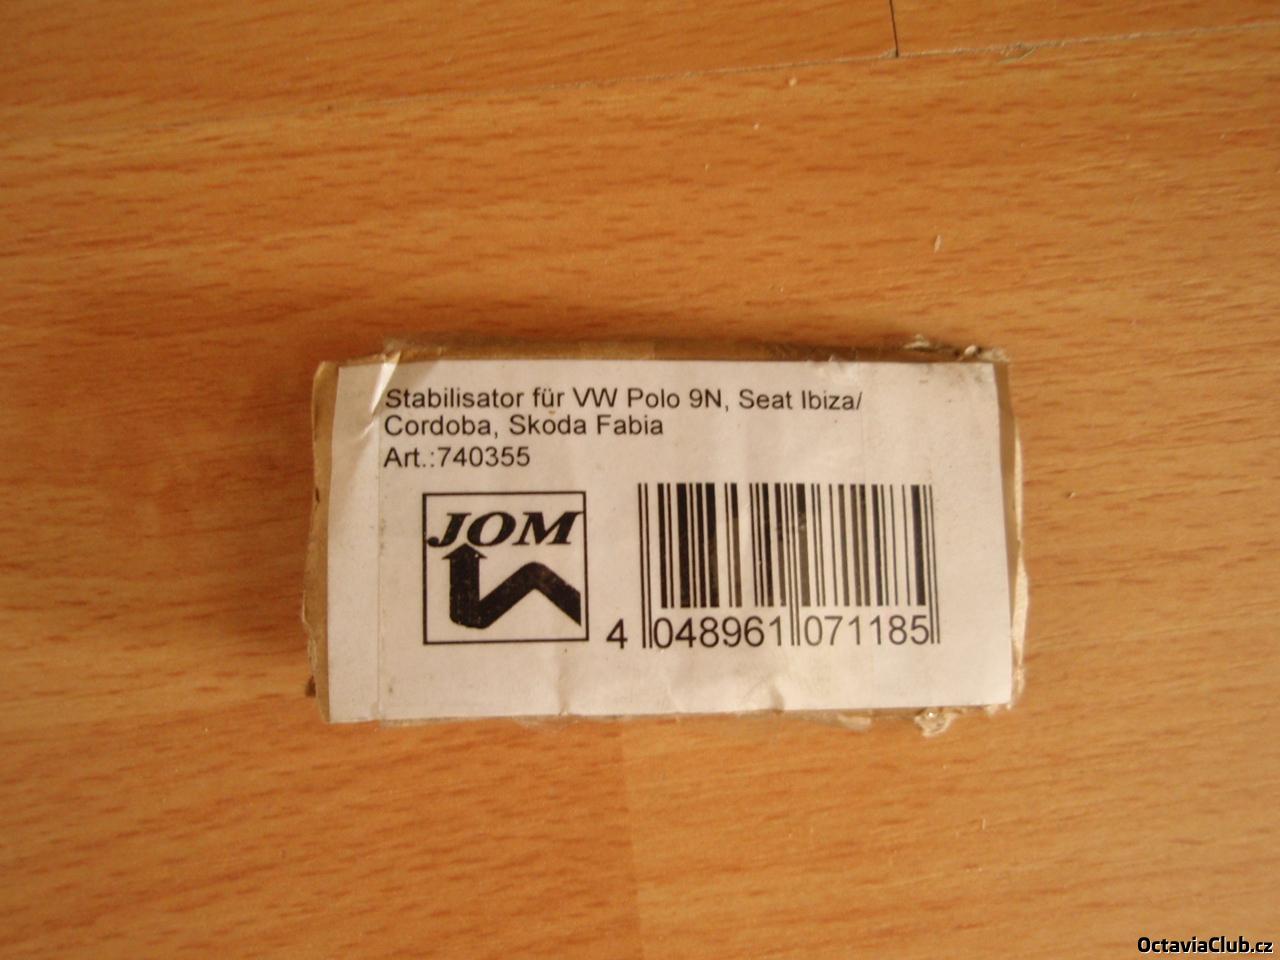 Stabilisator für VW Polo 9N, Seat Ibiza/
Cordoba, Skoda Fabia
Art.:740355
JOM
4 048961 071185
OctaviaClub.cz